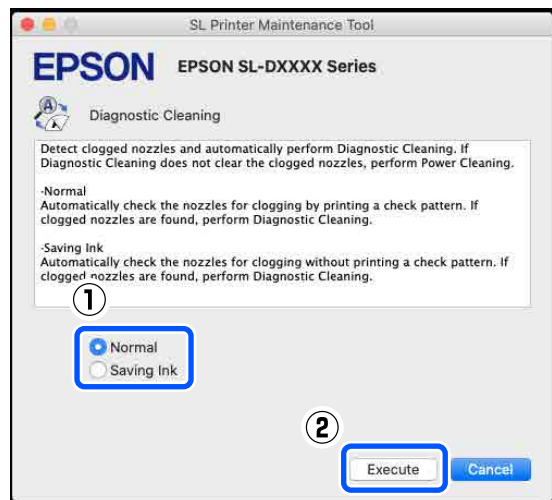 SL Printer Maintenance Tool
EPSON EPSON SL-DXXXX Series
Diagnostic Cleaning
Detect clogged nozzles and automatically perform Diagnostic Cleaning. If
Diagnostic Cleaning does not clear the clogged nozzles, perform Power Cleaning.
-Normal
Automatically check the nozzles for clogging by printing a check pattern. If
clogged nozzles are found, perform Diagnostic Cleaning.
-Saving Ink
Automatically check the nozzles for clogging without printing a check pattern. If
clogged nozzles are found, perform Diagnostic Cleaning.
①
Normal
Saving Ink
②
Execute Cancel